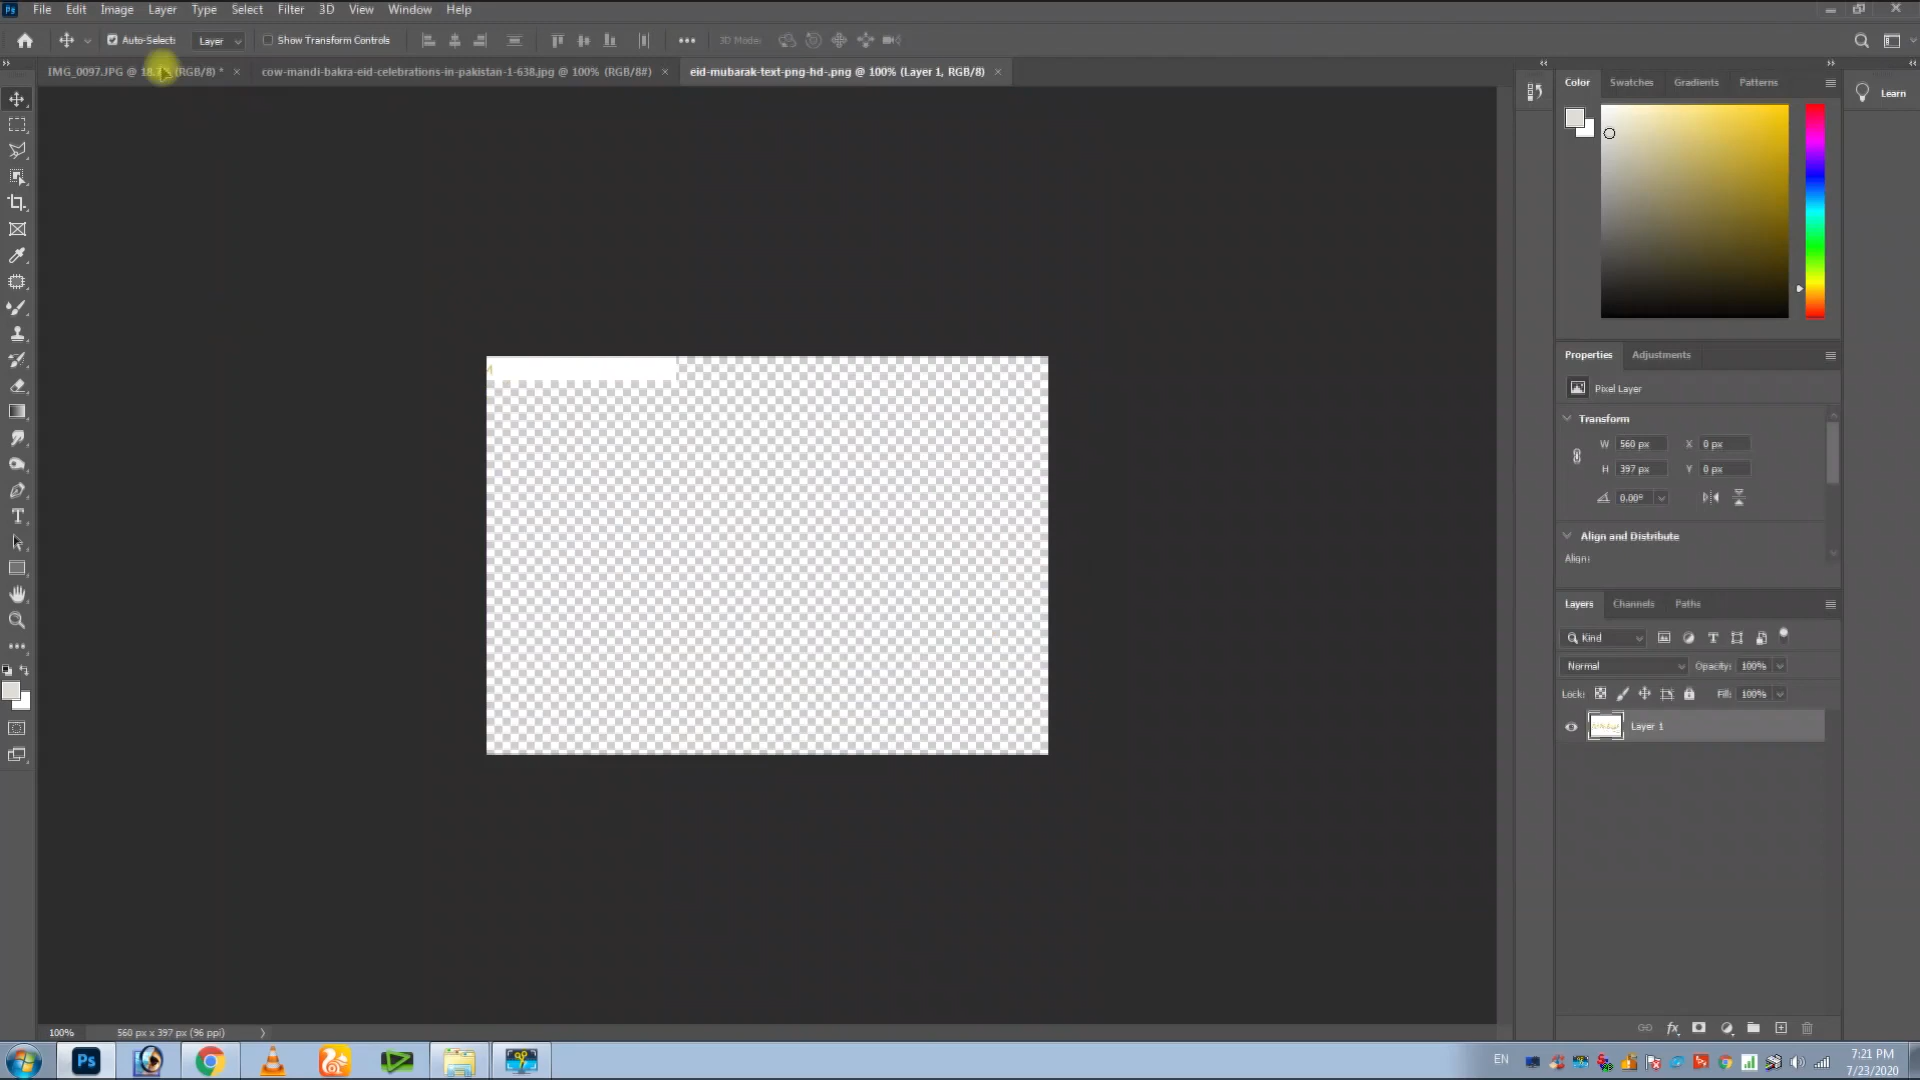 Ps File Edit Image Layer Type Select Filter 3D View Window Help
Auto-Select: Layer Show Transform Controls 3D Mode:
IMG_0097.JPG @ 18.7% (RGB/8) * × cow-mandi-bakra-eid-celebrations-in-pakistan-1-638.jpg @ 100% (RGB/8#) × eid-mubarak-text-png-hd-.png @ 100% (Layer 1, RGB/8) ×
Color Swatches Gradients Patterns
Learn
Properties Adjustments
Pixel Layer
Transform
W 560 px X 0 px
H 397 px Y 0 px
0.00°
Align and Distribute
Align:
Layers Channels Paths
Kind
Normal Opacity: 100%
Lock: Fill: 100%
Layer 1
100% 560 px x 397 px (96 ppi)
Ps EN 7:21 PM
7/23/2020